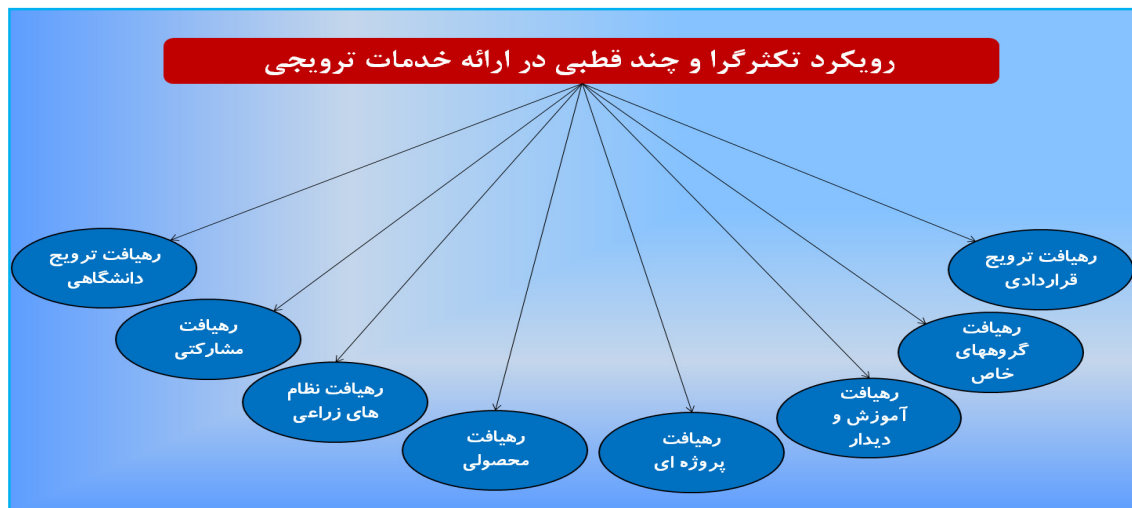 رویکرد تکثرگرا و چند قطبی در ارائه خدمات ترویجی
رهیافت ترویج
قراردادی
رهیافت
گروههای
خاص
رهیافت
آموزش و
دیدار
رهیافت
پروژه ای
رهیافت
محصولی
رهیافت نظام
های زراعی
رهیافت
مشارکتی
رهیافت ترویج
دانشگاهی